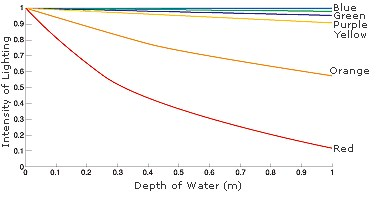 1
0.9
0.8
0.7
0.6
0.5
0.4
0.3
0.2
0.1
Intensity of Lighting
0 0.1 0.2 0.3 0.4 0.5 0.6 0.7 0.8 0.9 1
Depth of Water (m)
Blue
Green
Purple
Yellow
Orange
Red